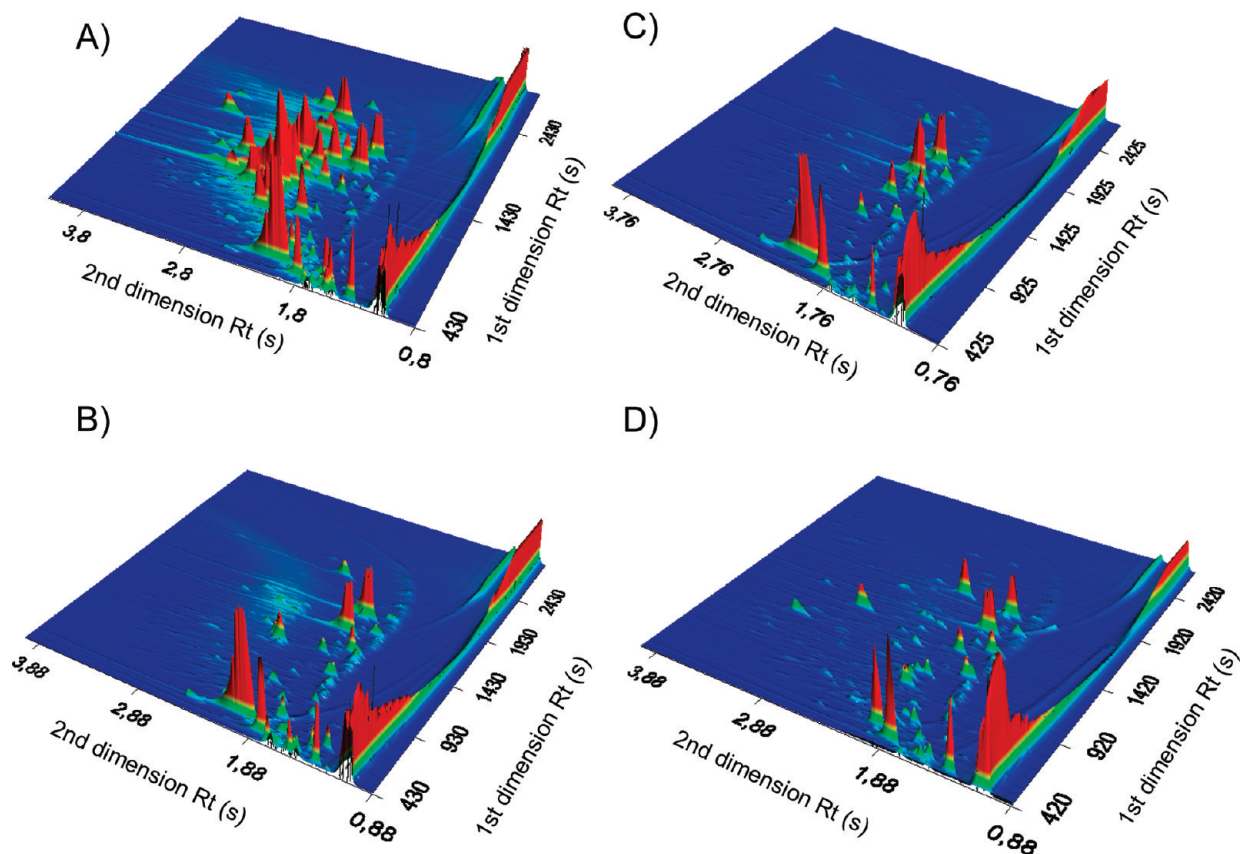 A)
3,8
2,8
1,8
0,8
2nd dimension Rt (s)
430
1430
2430
1st dimension Rt (s)
C)
3,76
2,76
1,76
0,76
2nd dimension Rt (s)
425
925
1425
1925
2425
1st dimension Rt (s)
B)
3,88
2,88
1,88
0,88
2nd dimension Rt (s)
430
930
1430
1930
2430
1st dimension Rt (s)
D)
3,88
2,88
1,88
0,88
2nd dimension Rt (s)
420
920
1420
1920
2420
1st dimension Rt (s)